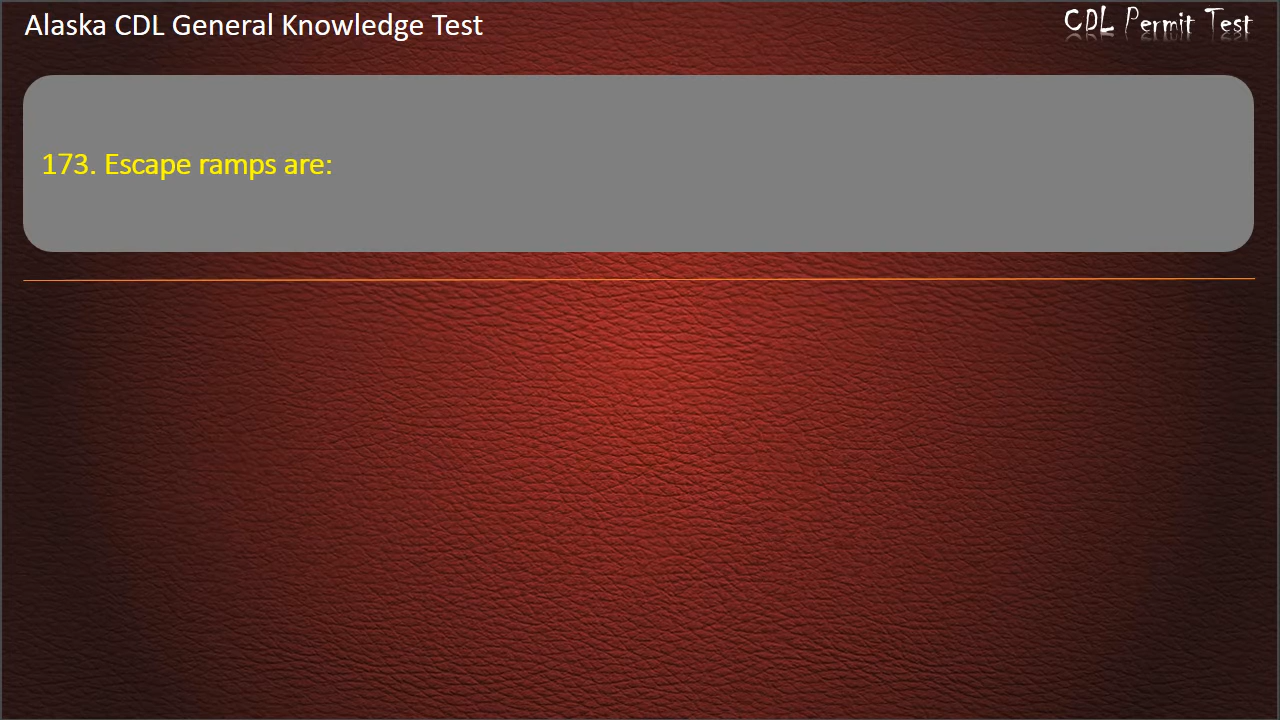 Alaska CDL General Knowledge Test
CDL Permit Test
173. Escape ramps are: